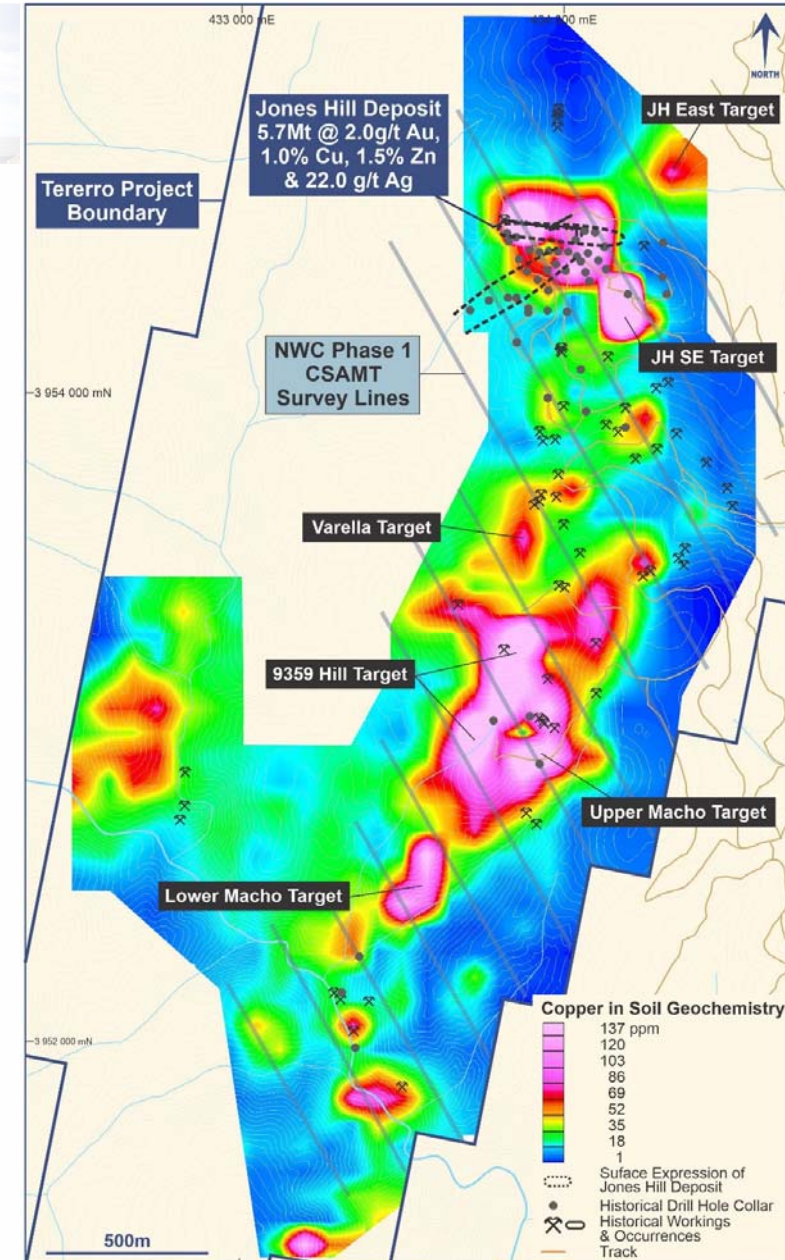 433 000 mE
434 000 mE
NORTH
Jones Hill Deposit
5.7Mt @ 2.0g/t Au,
1.0% Cu, 1.5% Zn
& 22.0 g/t Ag
JH East Target
Tererro Project
Boundary
NWC Phase 1
CSAMT
Survey Lines
JH SE Target
3 954 000 mN
Varella Target
9359 Hill Target
Upper Macho Target
Lower Macho Target
3 952 000 mN
Copper in Soil Geochemistry
137 ppm
120
103
86
69
52
35
18
1
Suface Expression of
Jones Hill Deposit
Historical Drill Hole Collar
Historical Workings
& Occurrences
Track
500m